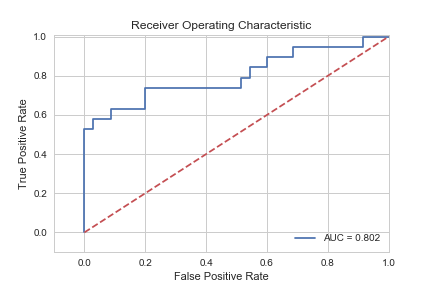 Receiver Operating Characteristic
1.0
0.8
0.6
0.4
0.2
0.0
True Positive Rate
AUC = 0.802
0.0 0.2 0.4 0.6 0.8 1.0
False Positive Rate